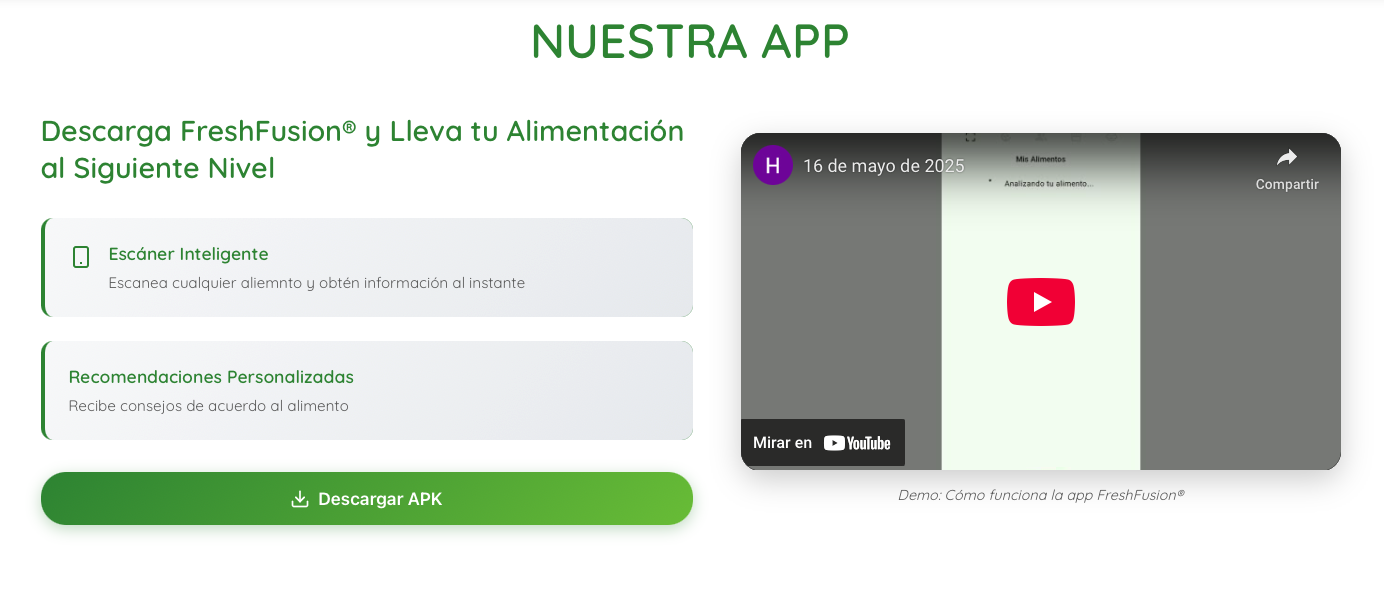 NUESTRA APP
Descarga FreshFusion® y Lleva tu Alimentación
al Siguiente Nivel
Escáner Inteligente
Escanea cualquier aliemnto y obtén información al instante
Recomendaciones Personalizadas
Recibe consejos de acuerdo al alimento
Descargar APK
H
16 de mayo de 2025
Compartir
Mis Alimentos
Analizando tu alimento...
Mirar en YouTube
Demo: Cómo funciona la app FreshFusion®